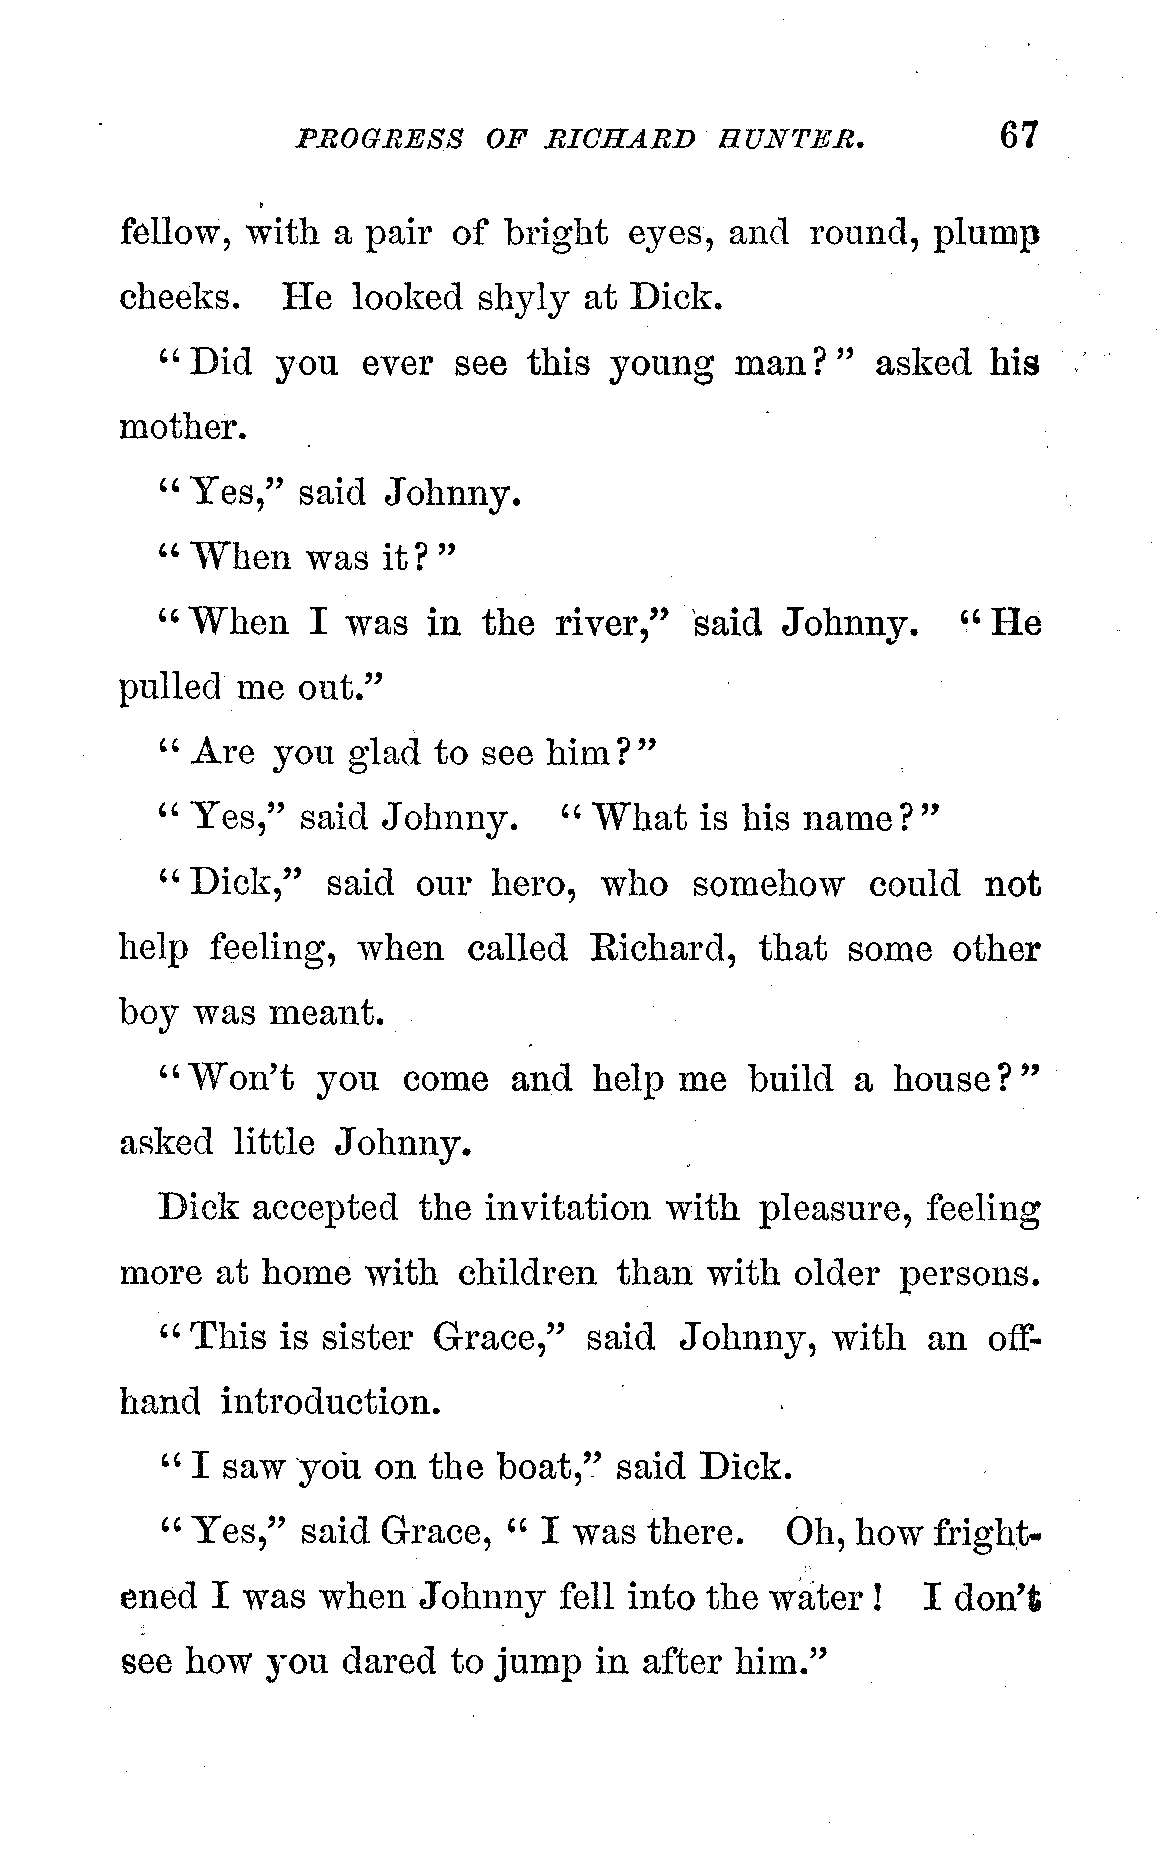 PROGRESS OF RICHARD HUNTER. 67
fellow, with a pair of bright eyes, and round, plump
cheeks. He looked shyly at Dick.
“Did you ever see this young man?” asked his
mother.
“Yes,” said Johnny.
“When was it?”
“When I was in the river,” said Johnny. “He
pulled me out.”
“Are you glad to see him?”
“Yes,” said Johnny. “What is his name?”
“Dick,” said our hero, who somehow could not
help feeling, when called Richard, that some other
boy was meant.
“Won’t you come and help me build a house?”
asked little Johnny.
Dick accepted the invitation with pleasure, feeling
more at home with children than with older persons.
“This is sister Grace,” said Johnny, with an off-
hand introduction.
“I saw you on the boat,” said Dick.
“Yes,” said Grace, “I was there. Oh, how fright-
ened I was when Johnny fell into the water! I don’t
see how you dared to jump in after him.”